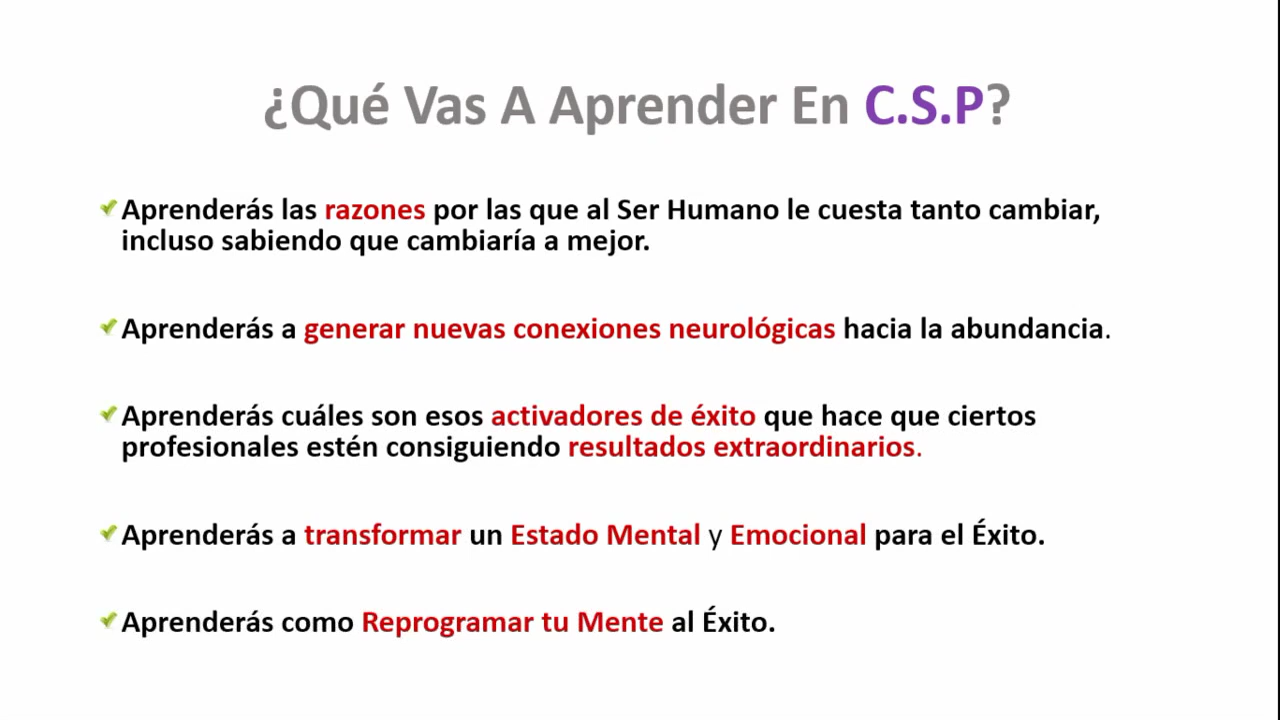 ¿Qué Vas A Aprender En C.S.P?
Aprenderás las razones por las que al Ser Humano le cuesta tanto cambiar,
incluso sabiendo que cambiaría a mejor.
Aprenderás a generar nuevas conexiones neurológicas hacia la abundancia.
Aprenderás cuáles son esos activadores de éxito que hace que ciertos
profesionales estén consiguiendo resultados extraordinarios.
Aprenderás a transformar un Estado Mental y Emocional para el Éxito.
Aprenderás como Reprogramar tu Mente al Éxito.